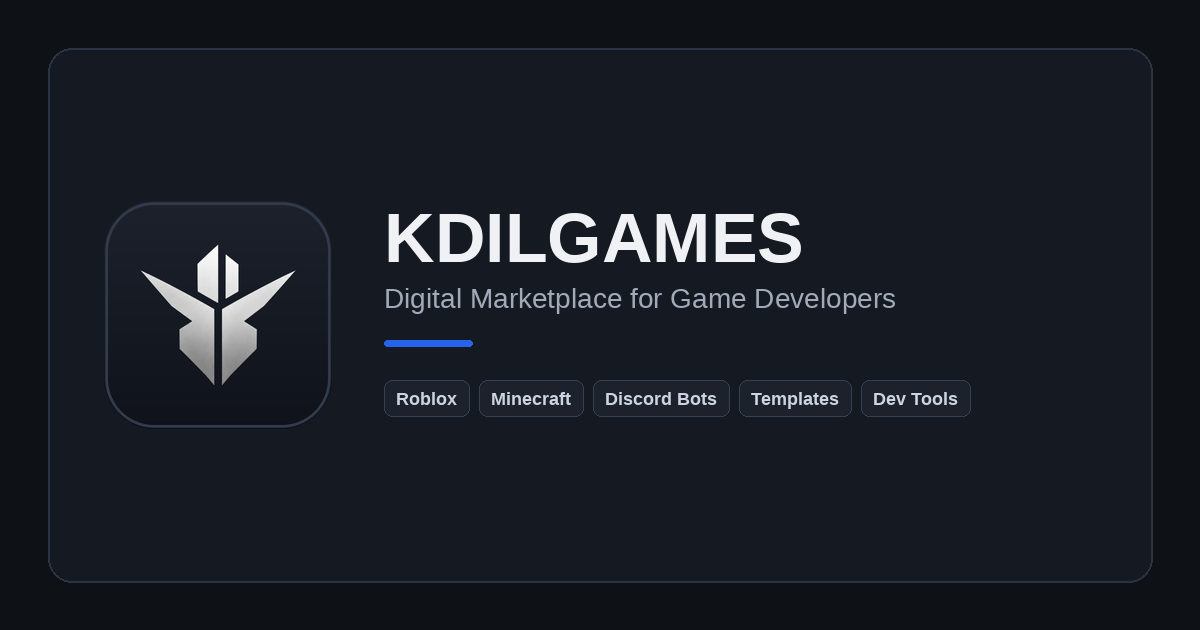 KDILGAMES
Digital Marketplace for Game Developers
Roblox Minecraft Discord Bots Templates Dev Tools